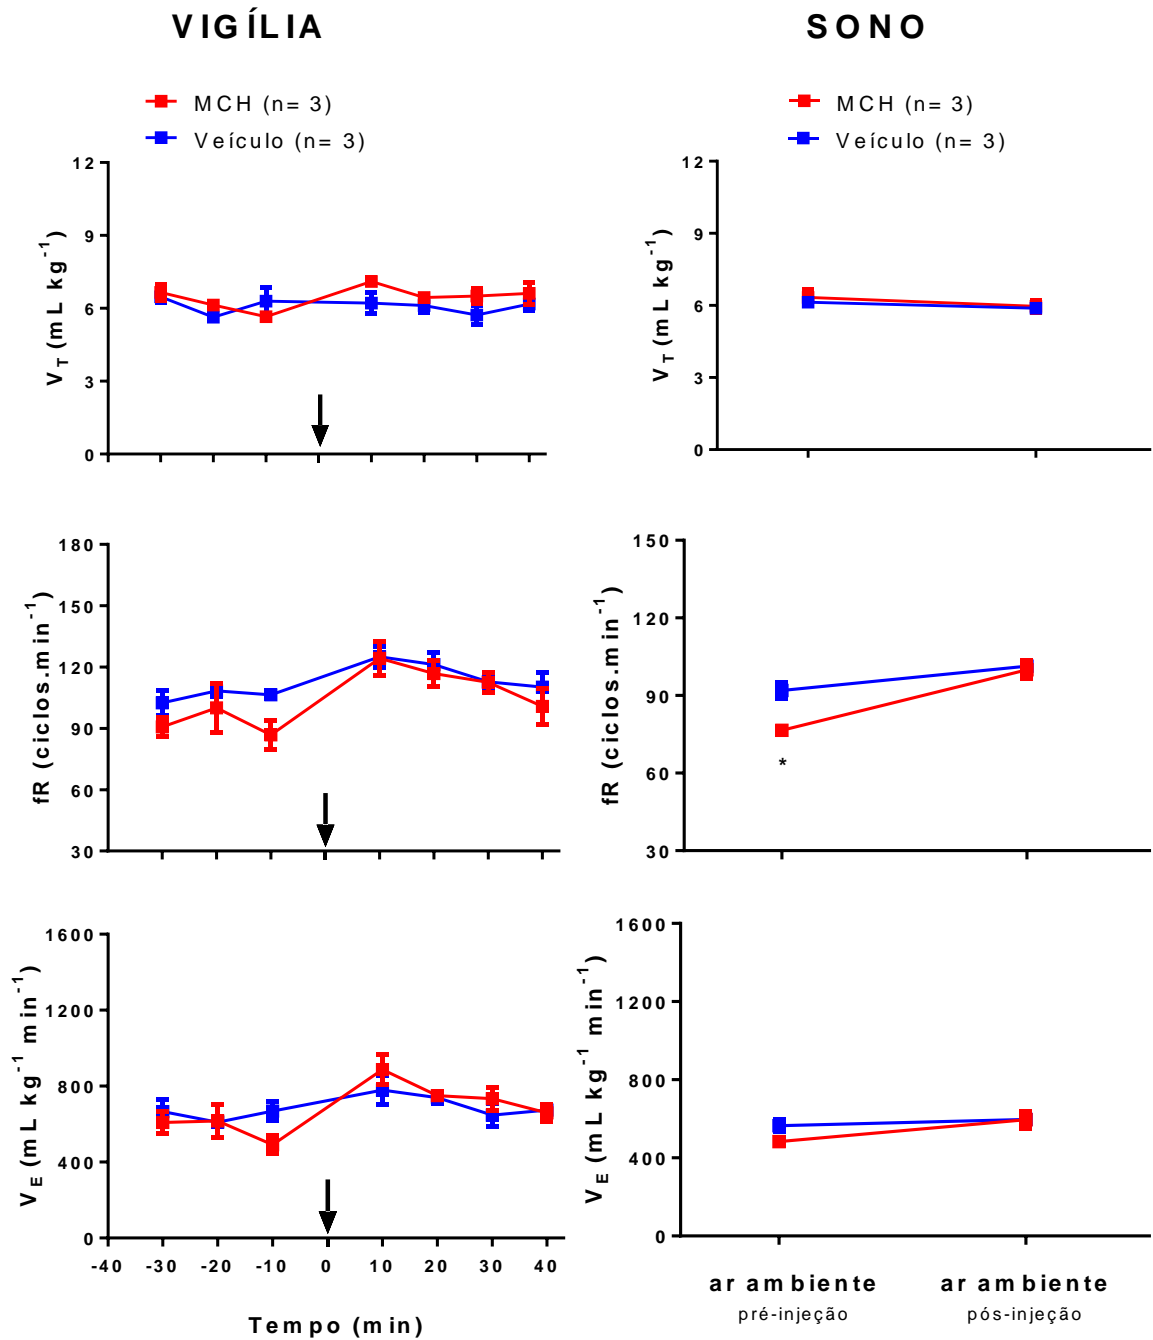 VIGÍLIA
SONO
MCH (n= 3)
Veículo (n= 3)
MCH (n= 3)
Veículo (n= 3)
12
9
6
3
0
V_T (mL kg⁻¹)
12
9
6
3
0
V_T (mL kg⁻¹)
180
150
120
90
60
30
fR (ciclos.min⁻¹)
150
120
90
60
30
fR (ciclos.min⁻¹)
*
1600
1200
800
400
0
V_E (mL kg⁻¹ min⁻¹)
-40 -30 -20 -10 0 10 20 30 40
Tempo (min)
1600
1200
800
400
0
V_E (mL kg⁻¹ min⁻¹)
ar ambiente
pré-injeção
ar ambiente
pós-injeção